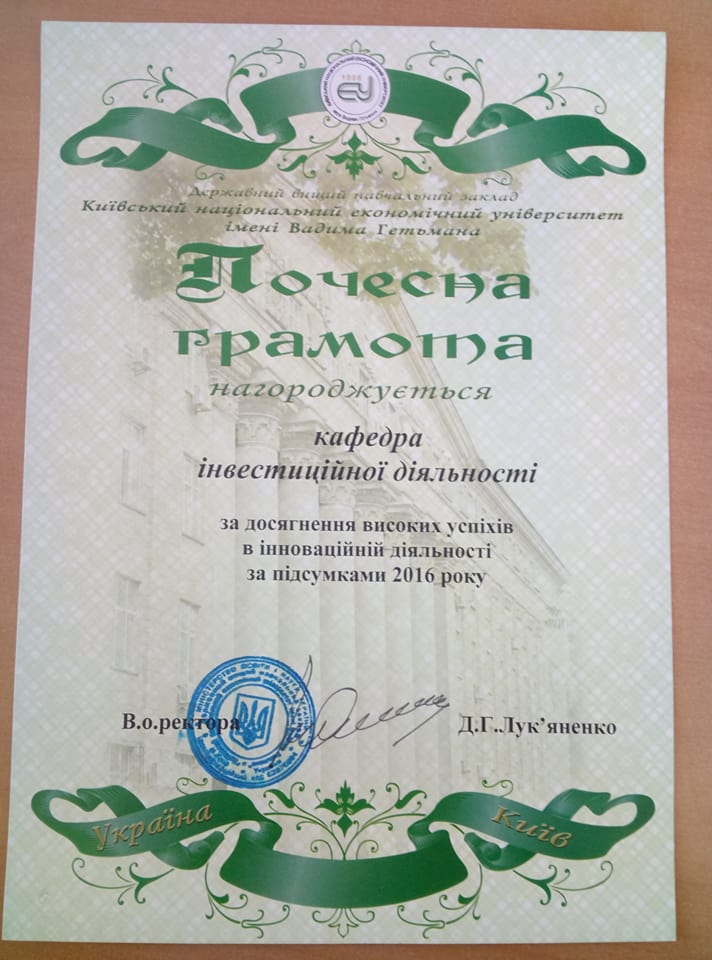 1906
Державний вищий навчальний заклад
Київський національний економічний університет
імені Вадима Гетьмана
Почесна
грамота
нагороджується
кафедра
інвестиційної діяльності
за досягнення високих успіхів
в інноваційній діяльності
за підсумками 2016 року
В.о.ректора
Д.Г.Лук’яненко
Україна
Київ